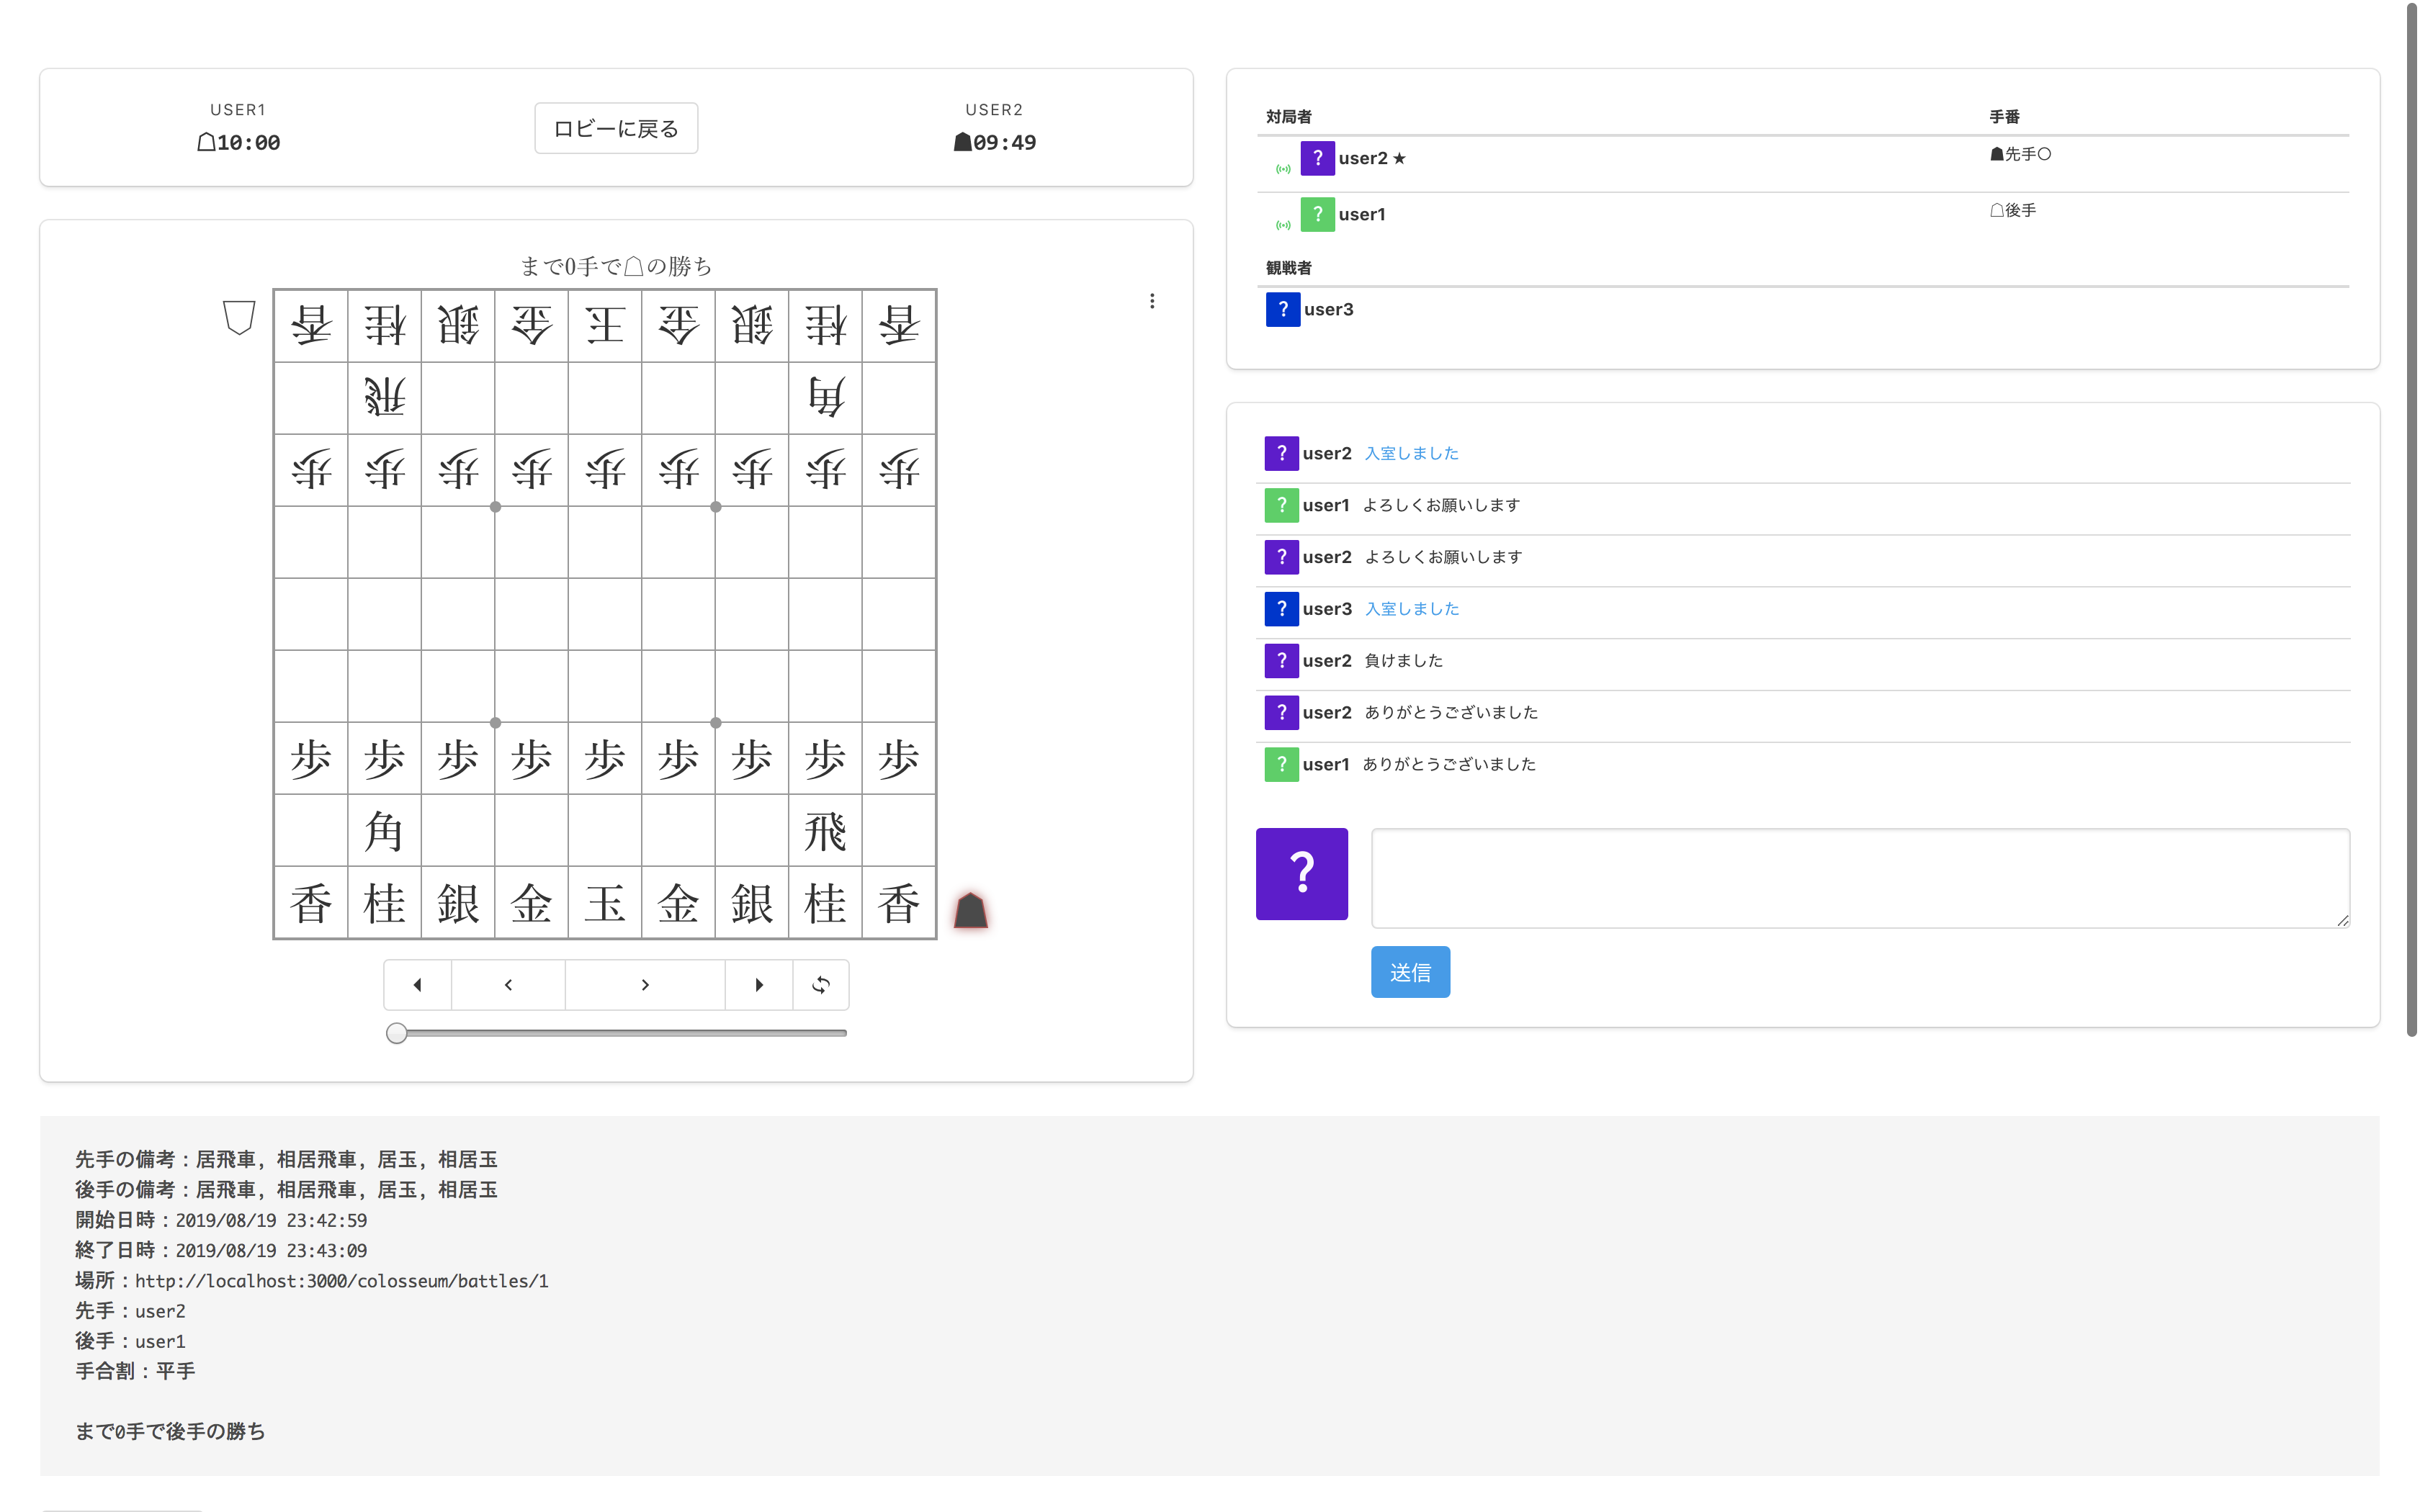 USER1
☖10:00
ロビーに戻る
USER2
☗09:49
まで0手で☖の勝ち
香 桂 銀 金 王 金 銀 桂 香
飛 角
歩 歩 歩 歩 歩 歩 歩 歩 歩
歩 歩 歩 歩 歩 歩 歩 歩 歩
角 飛
香 桂 銀 金 玉 金 銀 桂 香
対局者 手番
? user2 ★ ☗先手○
? user1 ☖後手
観戦者
? user3
? user2 入室しました
? user1 よろしくお願いします
? user2 よろしくお願いします
? user3 入室しました
? user2 負けました
? user2 ありがとうございました
? user1 ありがとうございました
?
送信
先手の備考：居飛車, 相居飛車, 居玉, 相居玉
後手の備考：居飛車, 相居飛車, 居玉, 相居玉
開始日時：2019/08/19 23:42:59
終了日時：2019/08/19 23:43:09
場所：http://localhost:3000/colosseum/battles/1
先手：user2
後手：user1
手合割：平手
まで0手で後手の勝ち